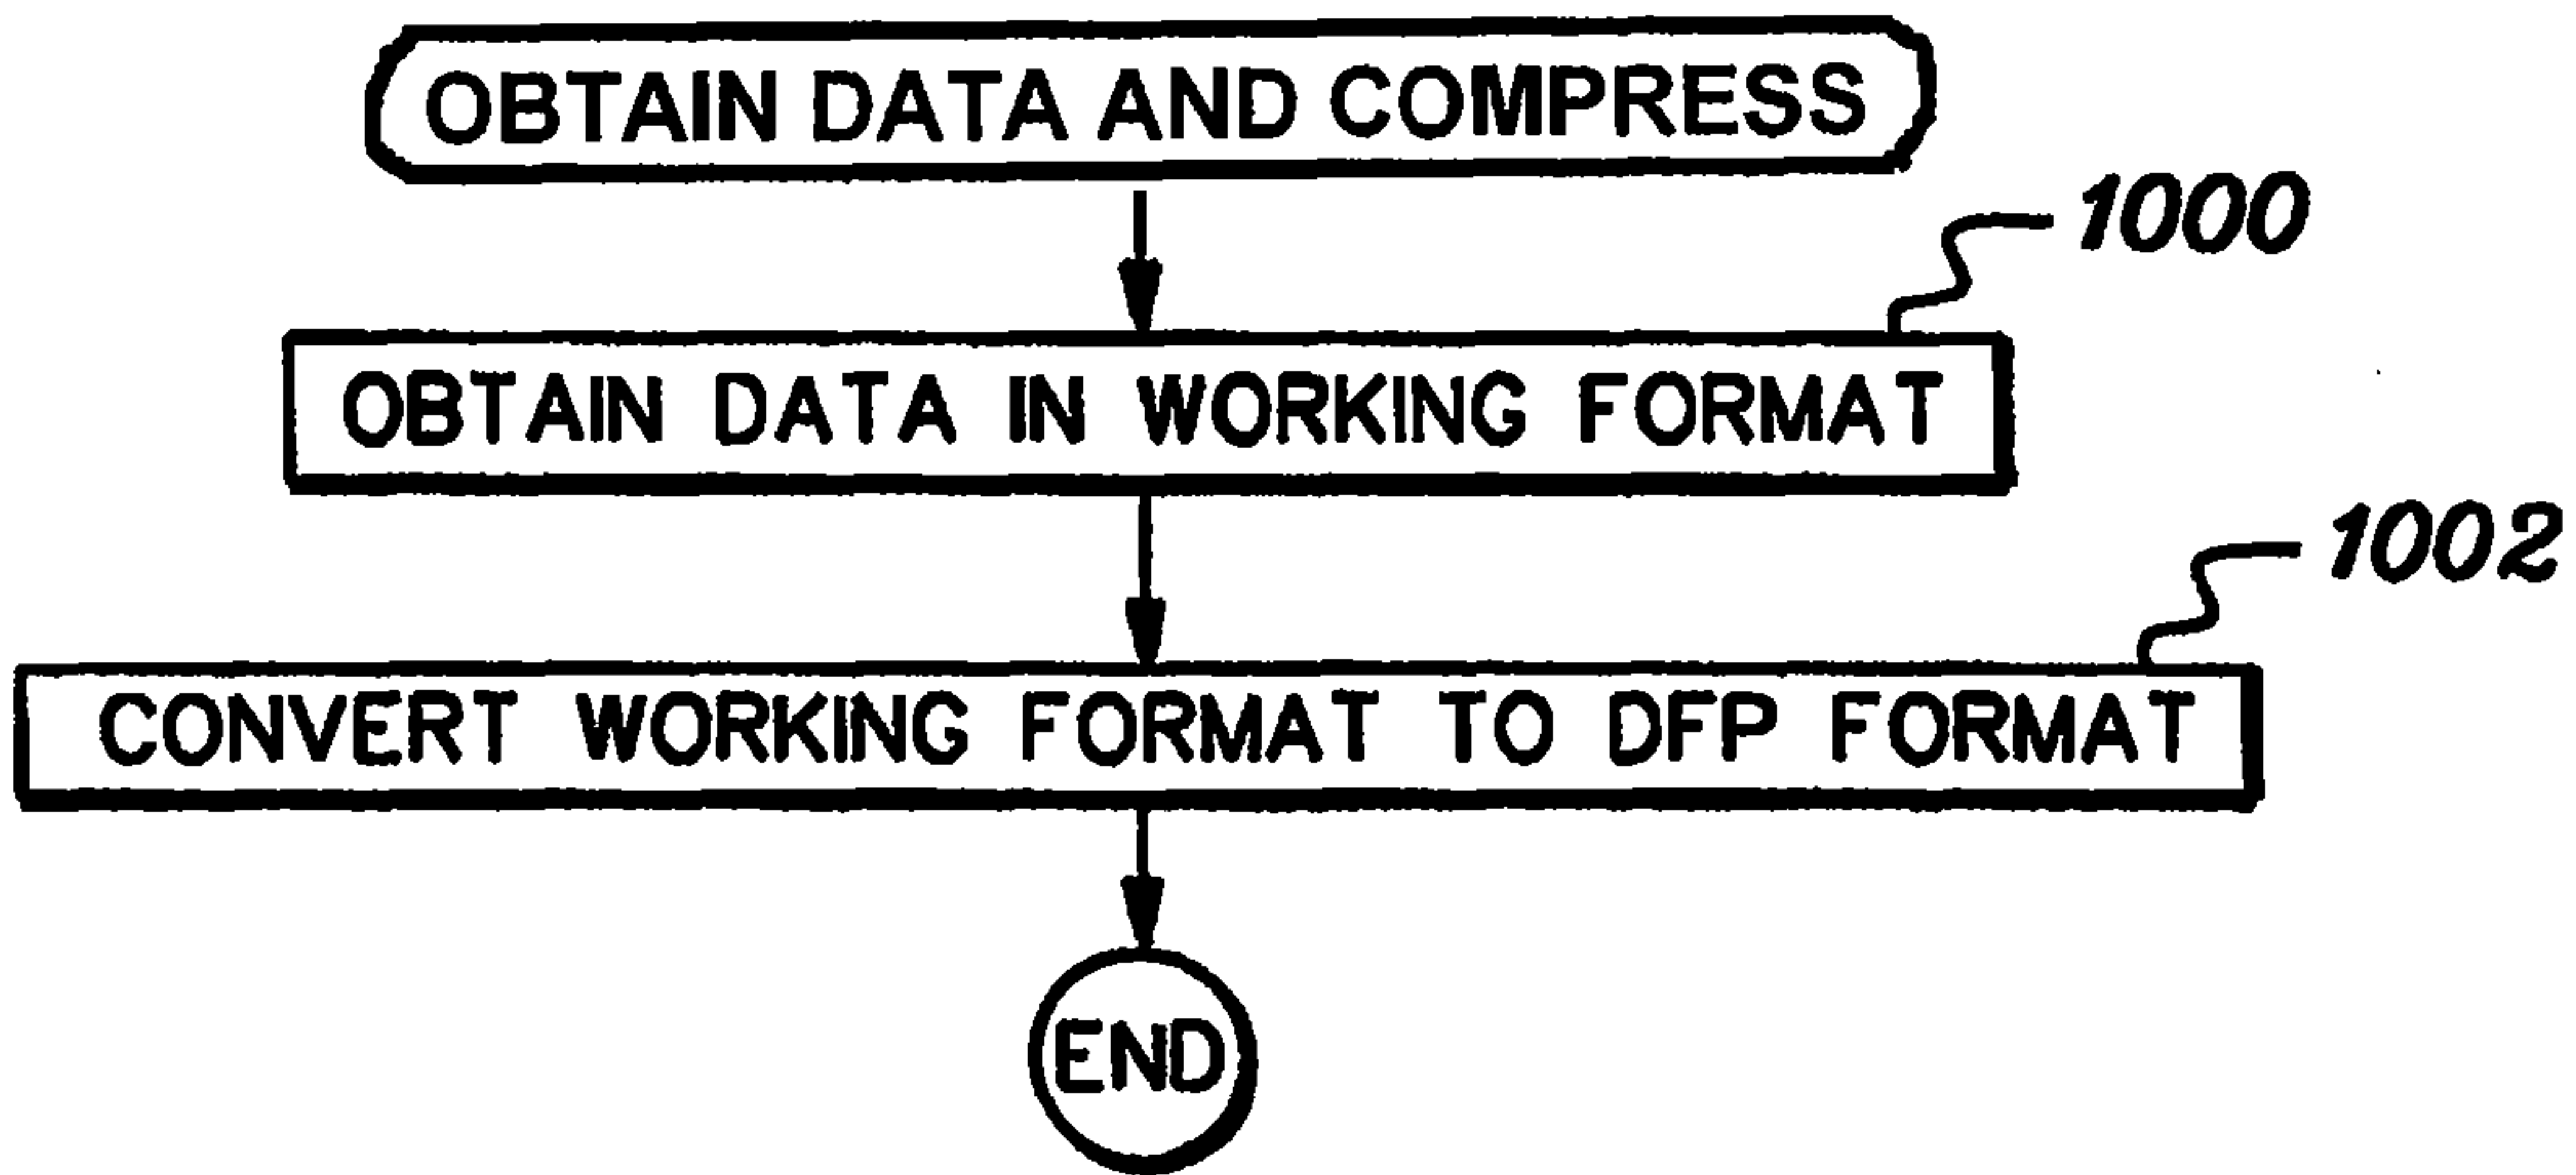 OBTAIN DATA AND COMPRESS
1000
OBTAIN DATA IN WORKING FORMAT
1002
CONVERT WORKING FORMAT TO DFP FORMAT
END